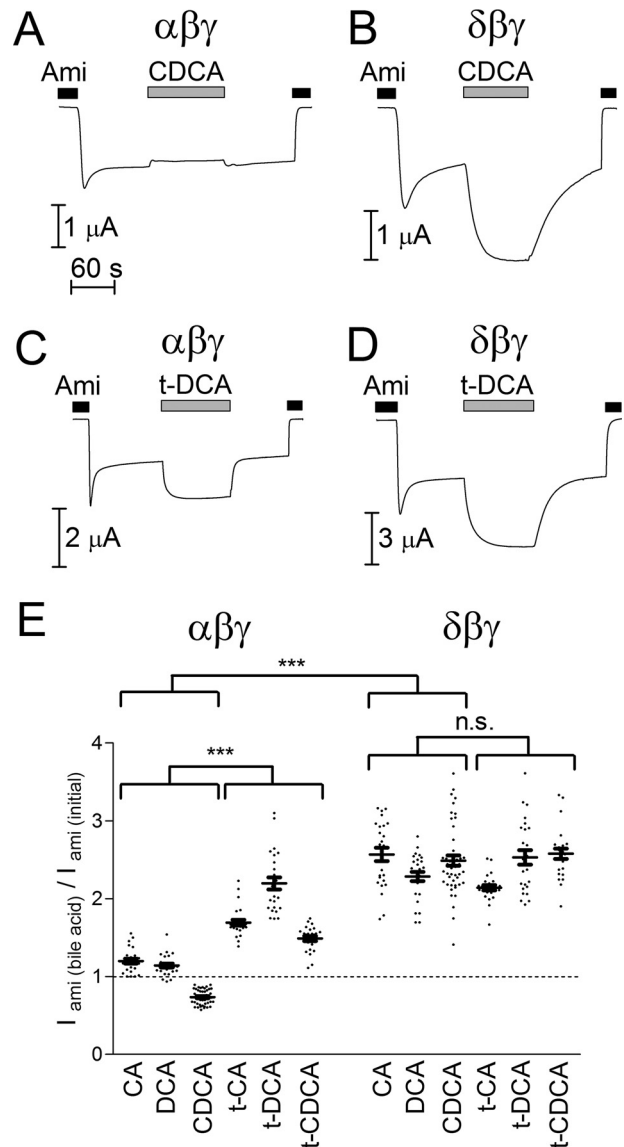 A αβγ B δβγ
Ami CDCA Ami CDCA
1 µA 1 µA
60 s
C αβγ D δβγ
Ami t-DCA Ami t-DCA
2 µA 3 µA
E αβγ δβγ
***
n.s.
***
4
3
2
1
0
I ami (bile acid) / I ami (initial)
CA DCA CDCA t-CA t-DCA t-CDCA CA DCA CDCA t-CA t-DCA t-CDCA